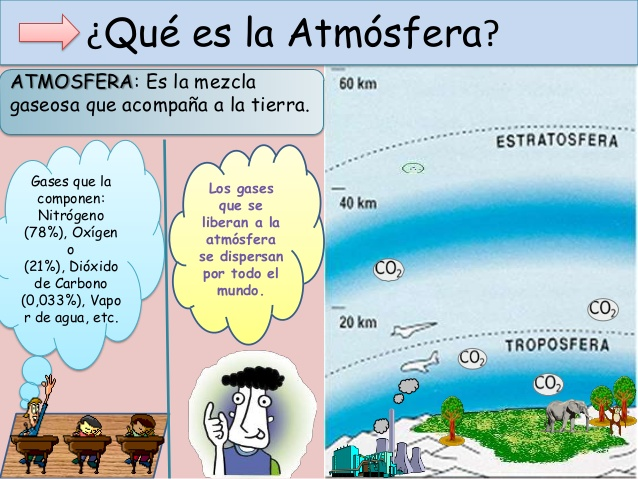 ¿Qué es la Atmósfera?
ATMOSFERA: Es la mezcla
gaseosa que acompaña a la tierra.
Gases que la
componen:
Nitrógeno
(78%), Oxígen
o
(21%), Dióxido
de Carbono
(0,033%), Vapo
r de agua, etc.
Los gases
que se
liberan a la
atmósfera
se dispersan
por todo el
mundo.
60 km
ESTRATOSFERA
40 km
CO2
CO2
20 km
TROPOSFERA
CO2
CO2